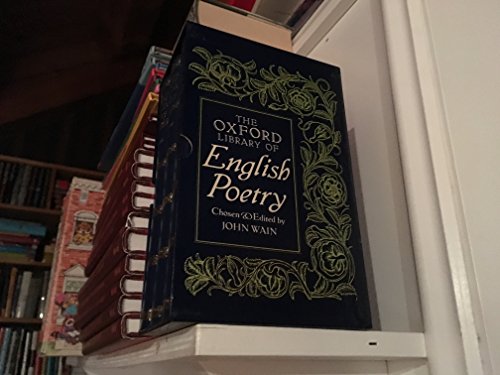 THE
OXFORD
LIBRARY OF
English
Poetry
Chosen & Edited by
JOHN WAIN